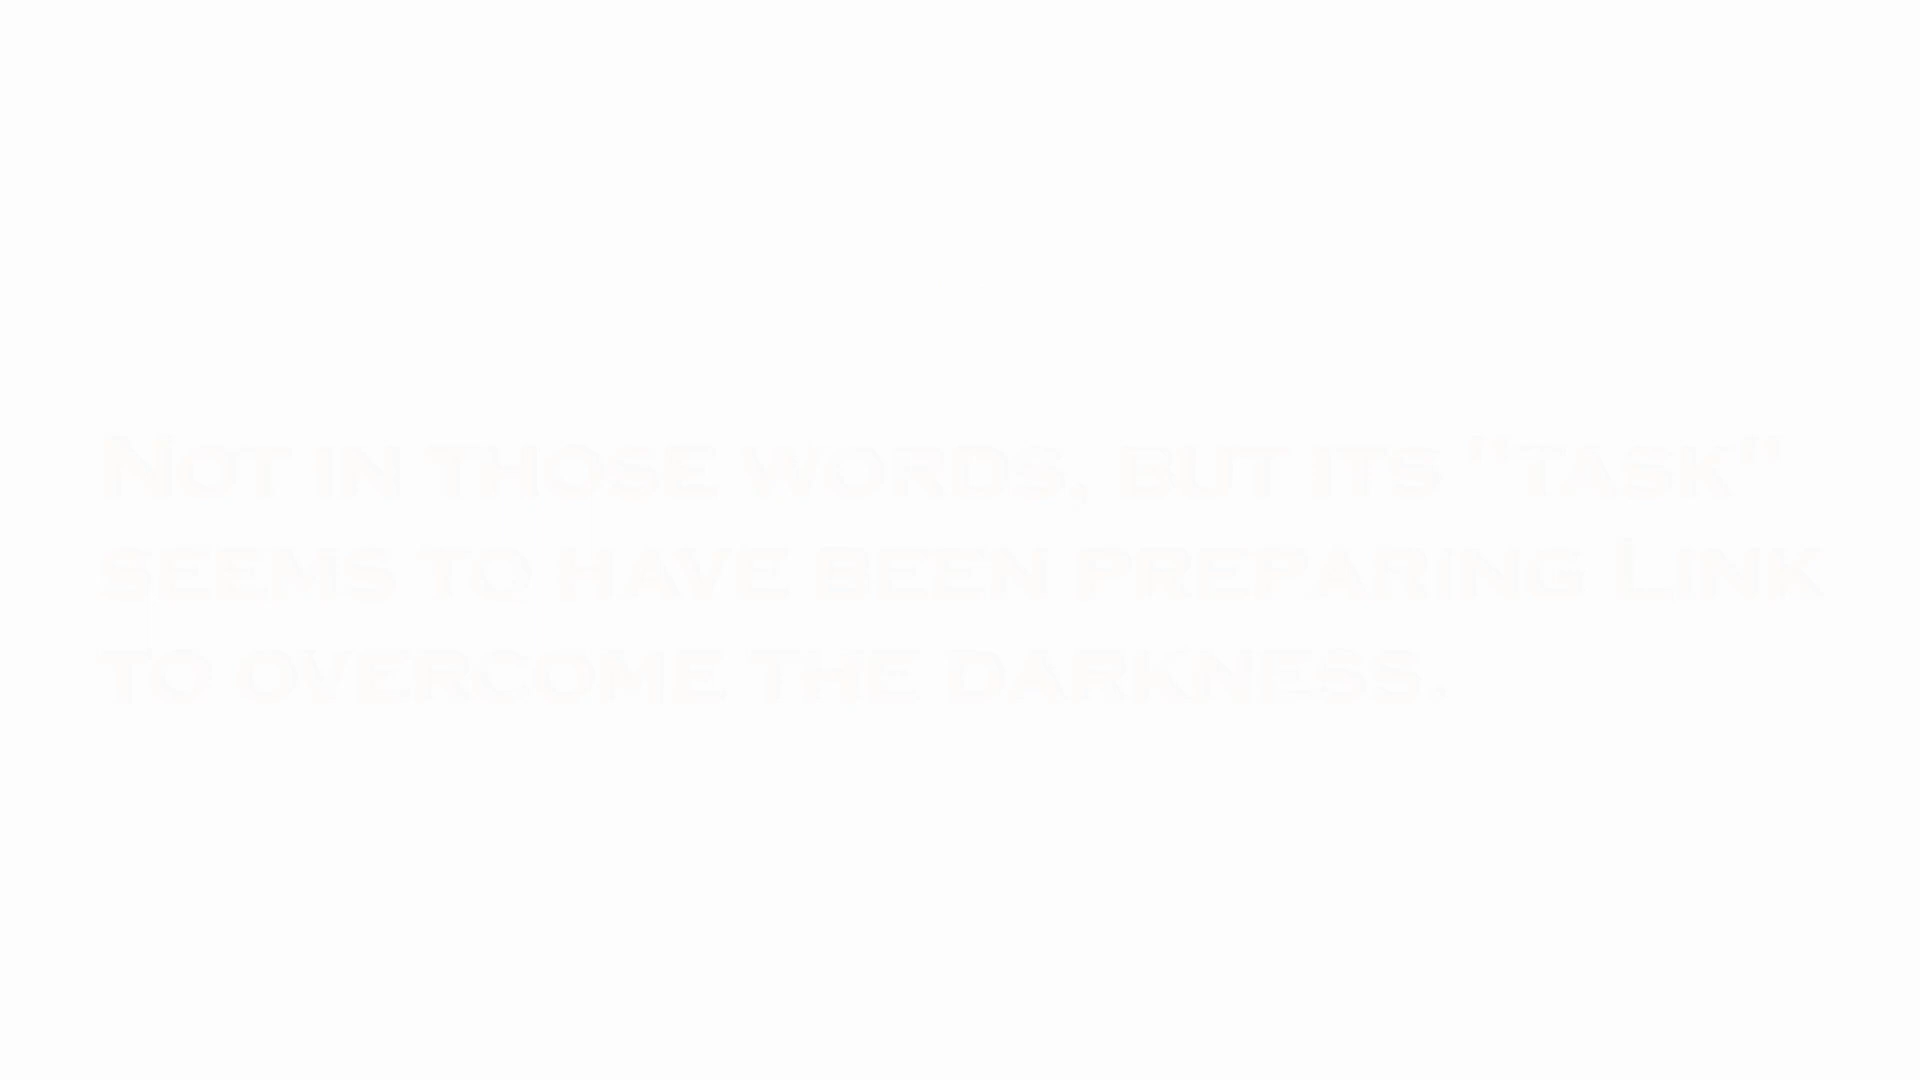 Not in those words, but its "task"
seems to have been preparing Link
to overcome the darkness.